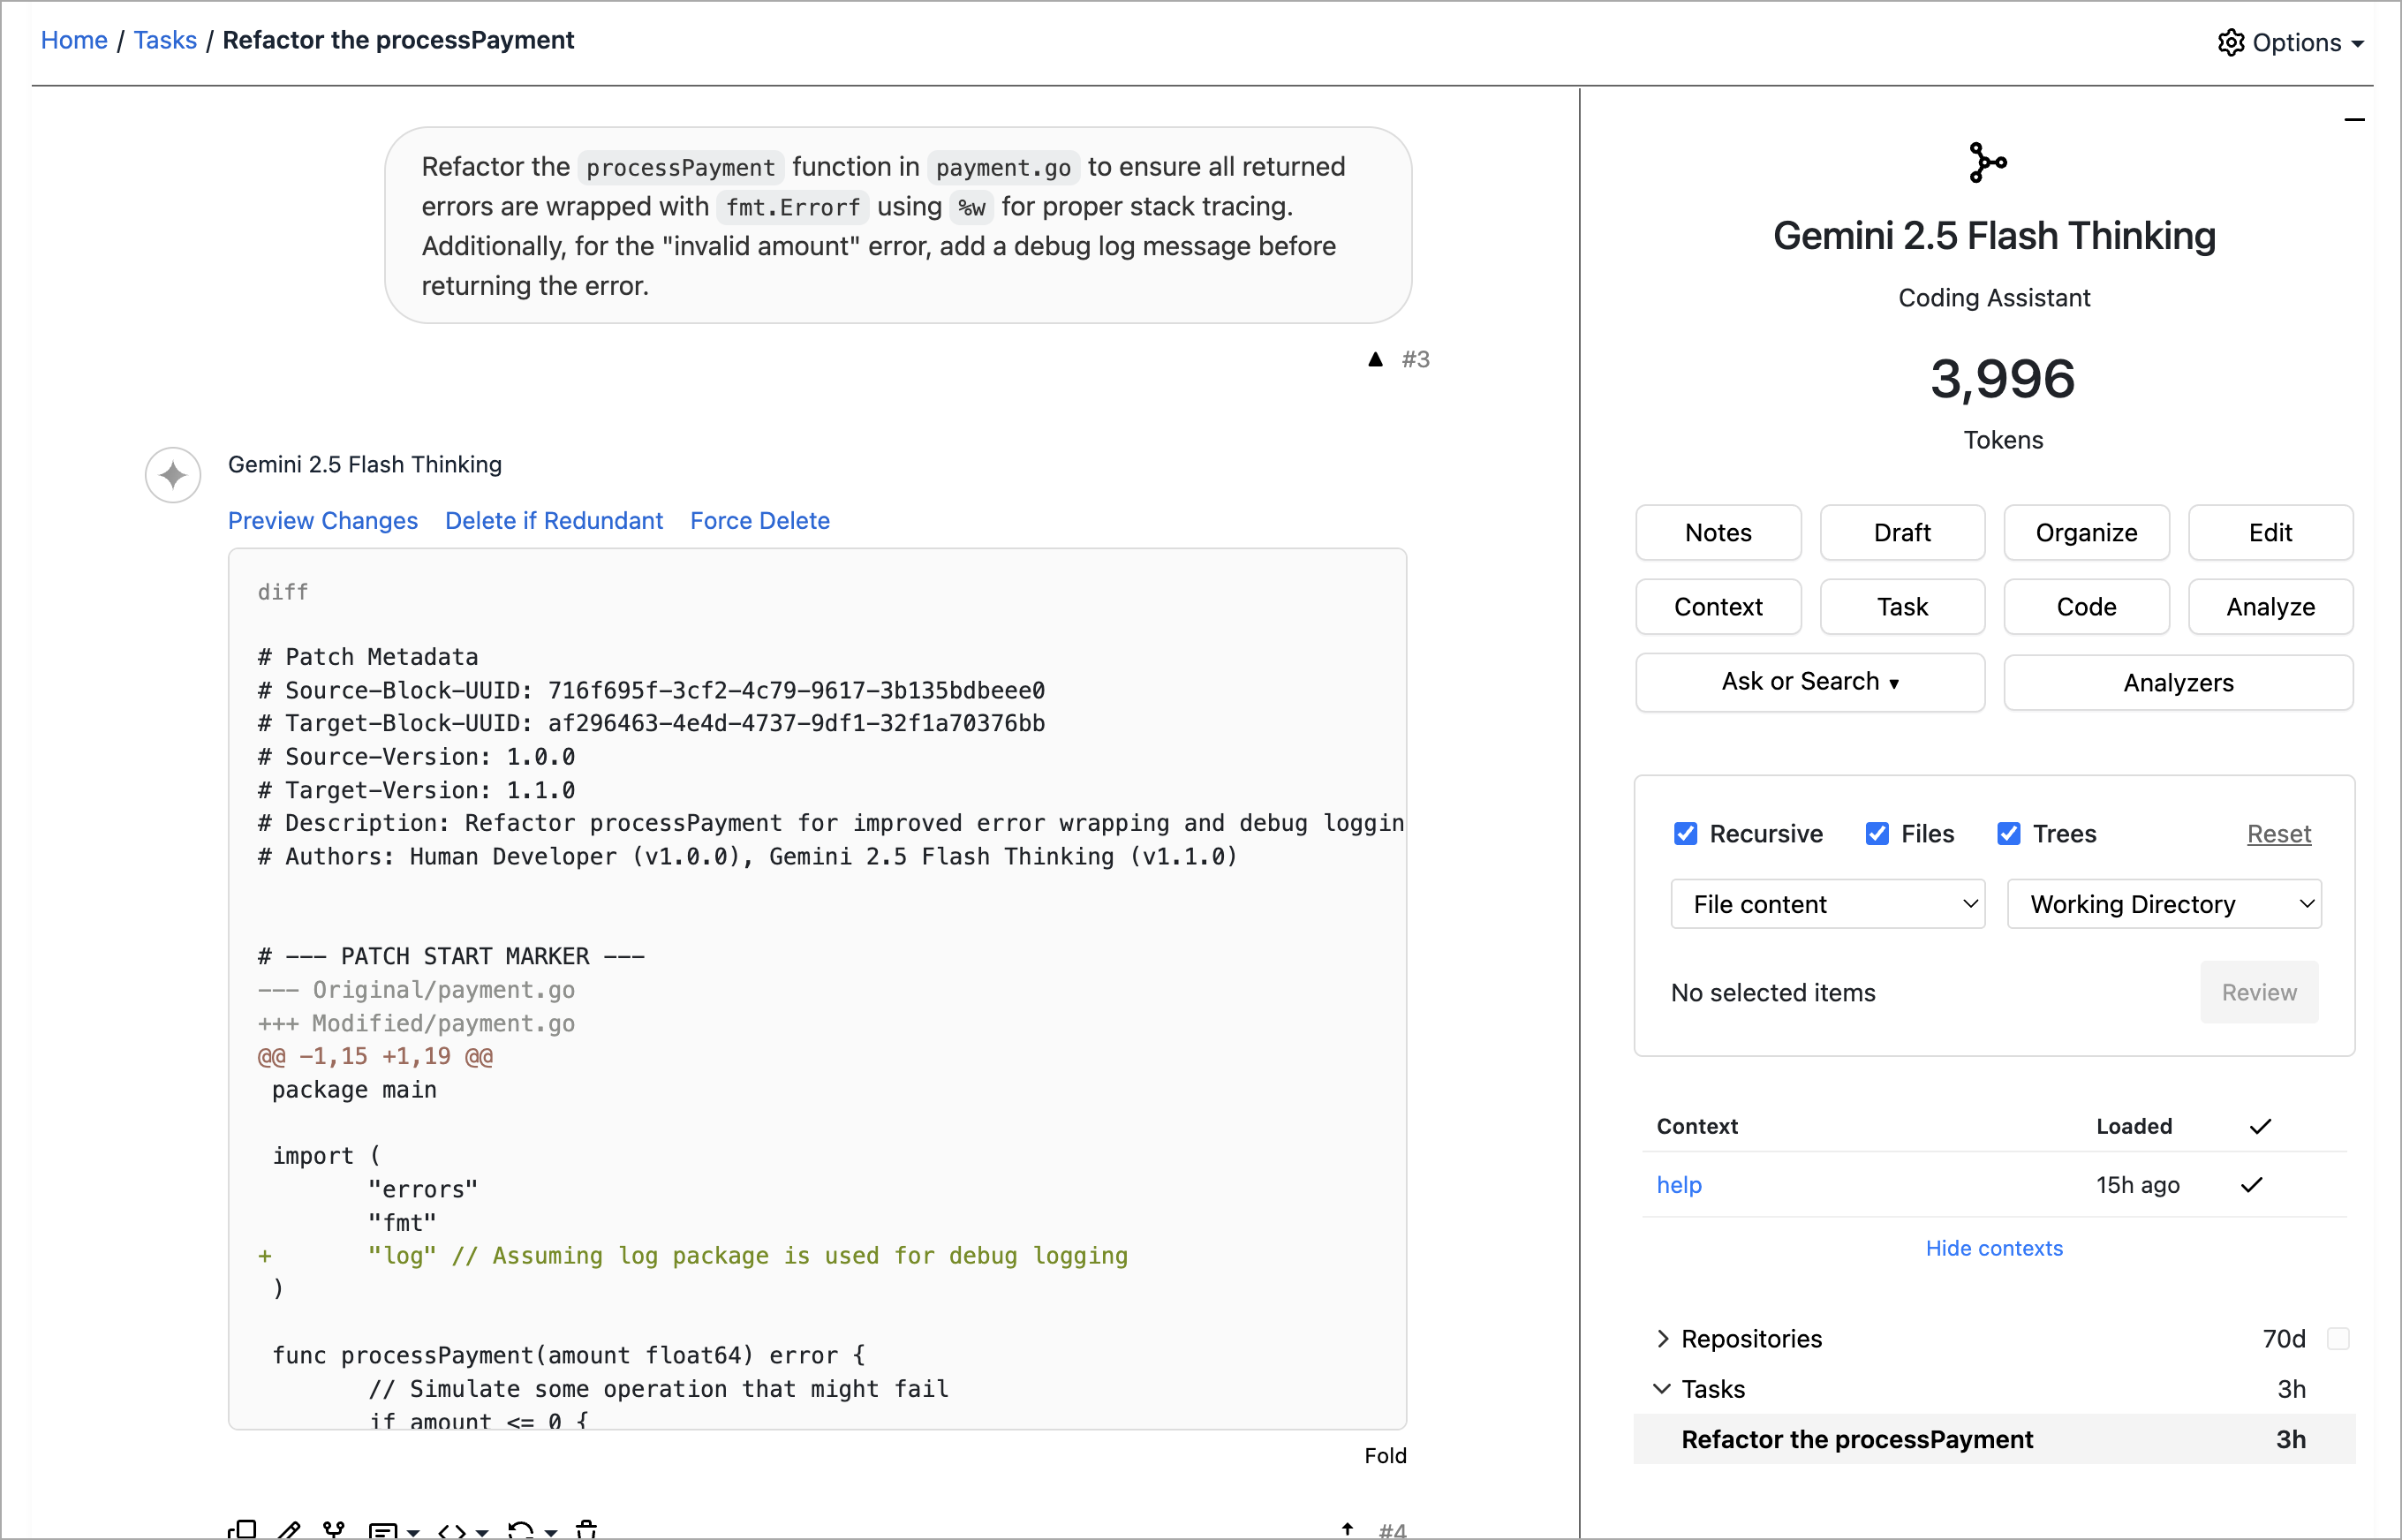 Home / Tasks / Refactor the processPayment
Options
Refactor the processPayment function in payment.go to ensure all returned
errors are wrapped with fmt.Errorf using %w for proper stack tracing.
Additionally, for the "invalid amount" error, add a debug log message before
returning the error.
▲ #3
Gemini 2.5 Flash Thinking
Preview Changes Delete if Redundant Force Delete
diff
# Patch Metadata
# Source-Block-UUID: 716f695f-3cf2-4c79-9617-3b135bdbeee0
# Target-Block-UUID: af296463-4e4d-4737-9df1-32f1a70376bb
# Source-Version: 1.0.0
# Target-Version: 1.1.0
# Description: Refactor processPayment for improved error wrapping and debug loggin
# Authors: Human Developer (v1.0.0), Gemini 2.5 Flash Thinking (v1.1.0)
# --- PATCH START MARKER ---
--- Original/payment.go
+++ Modified/payment.go
@@ -1,15 +1,19 @@
package main
import (
"errors"
"fmt"
+ "log" // Assuming log package is used for debug logging
)
func processPayment(amount float64) error {
// Simulate some operation that might fail
if amount <= 0 {
Fold
#4
Gemini 2.5 Flash Thinking
Coding Assistant
3,996
Tokens
Notes Draft Organize Edit
Context Task Code Analyze
Ask or Search ▾ Analyzers
Recursive Files Trees Reset
File content Working Directory
No selected items Review
Context Loaded
help 15h ago
Hide contexts
Repositories 70d
Tasks 3h
Refactor the processPayment 3h